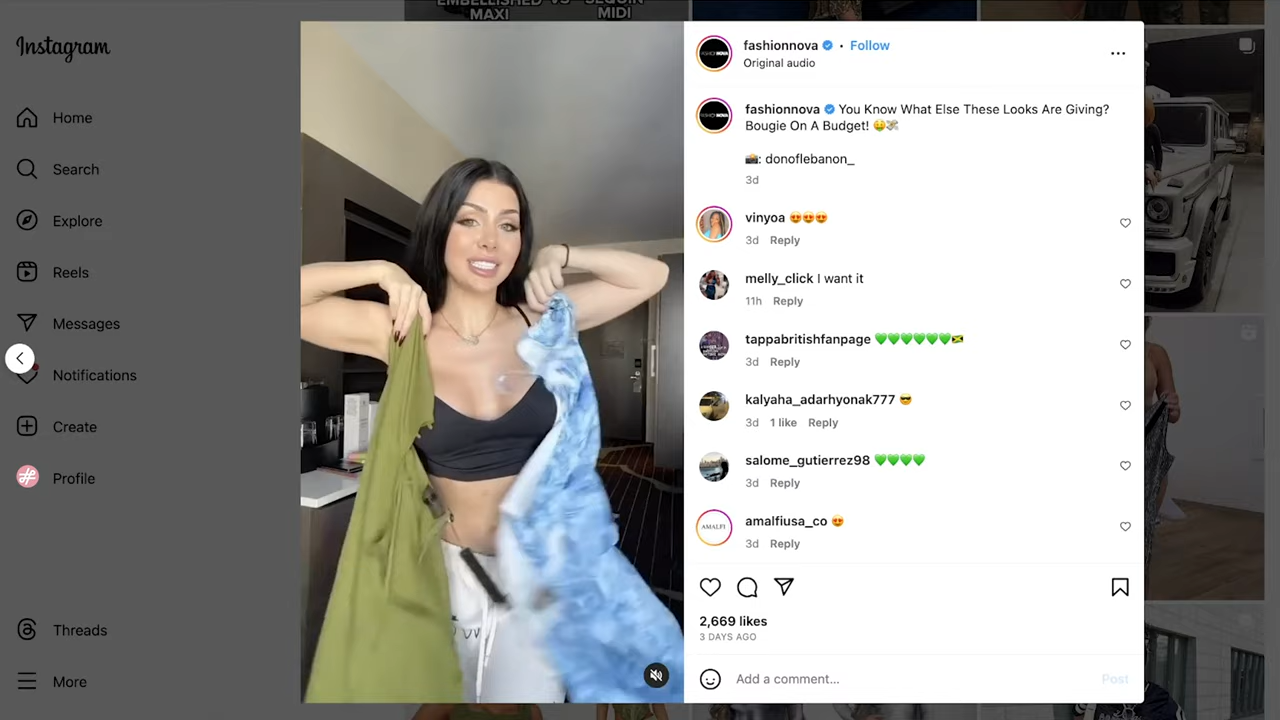 EMBELLISHED VS SEQUIN
MAXI MIDI
Instagram
Home
Search
Explore
Reels
Messages
Notifications
Create
Profile
Threads
More
fashionnova • Follow
Original audio
fashionnova You Know What Else These Looks Are Giving?
Bougie On A Budget! 🤑💸
📸: donoflebanon_
3d
vinyoa 😍😍😍
3d Reply
melly_click I want it
11h Reply
tappabritishfanpage 💚💚💚💚💚💚🇯🇲
3d Reply
kalyaha_adarhyonak777 😎
3d 1 like Reply
salome_gutierrez98 💚💚💚💚
3d Reply
AMALFI
amalfiusa_co 😍
3d Reply
2,669 likes
3 DAYS AGO
Add a comment...
Post